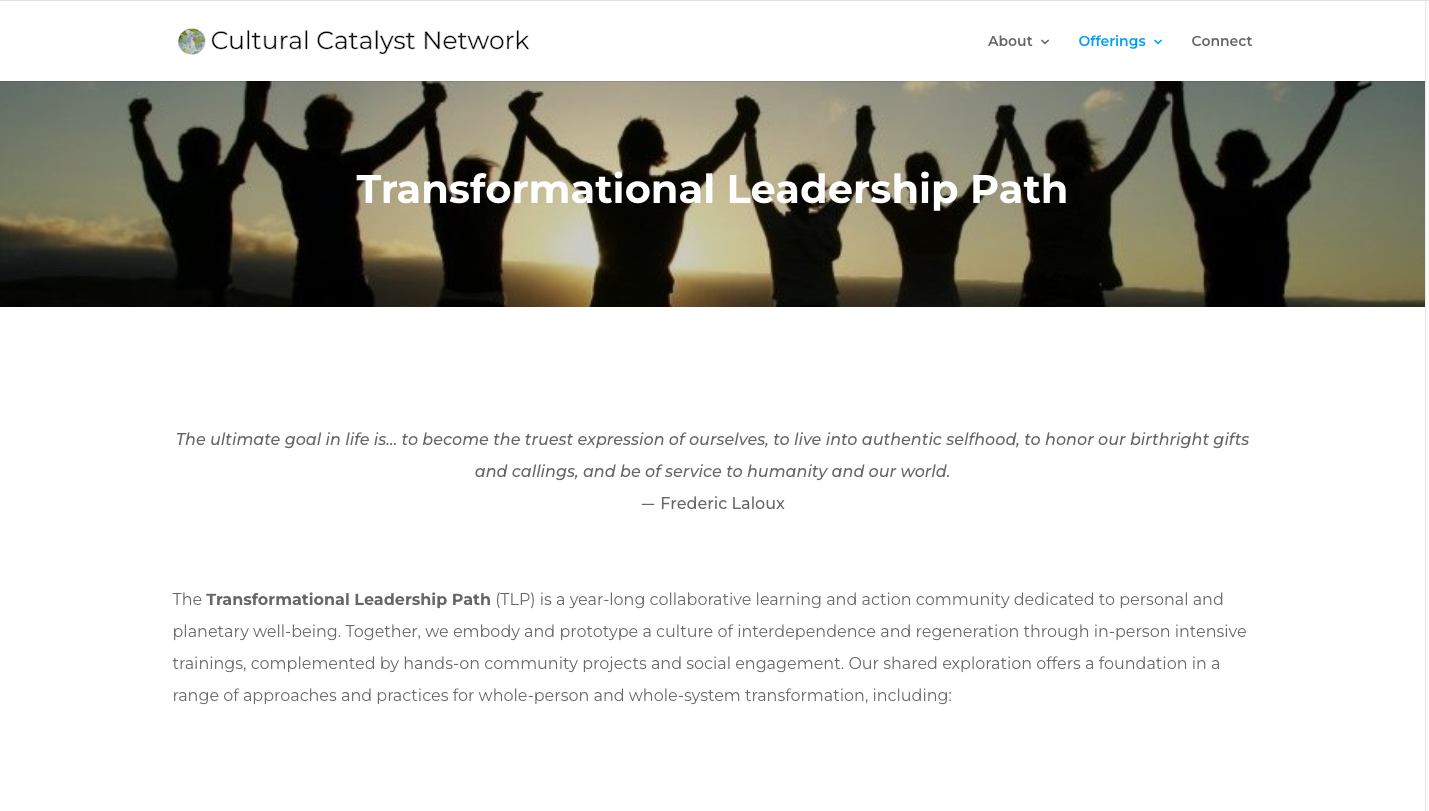 Cultural Catalyst Network
About
Offerings
Connect
Transformational Leadership Path
The ultimate goal in life is... to become the truest expression of ourselves, to live into authentic selfhood, to honor our birthright gifts
and callings, and be of service to humanity and our world.
— Frederic Laloux
The Transformational Leadership Path (TLP) is a year-long collaborative learning and action community dedicated to personal and
planetary well-being. Together, we embody and prototype a culture of interdependence and regeneration through in-person intensive
trainings, complemented by hands-on community projects and social engagement. Our shared exploration offers a foundation in a
range of approaches and practices for whole-person and whole-system transformation, including: